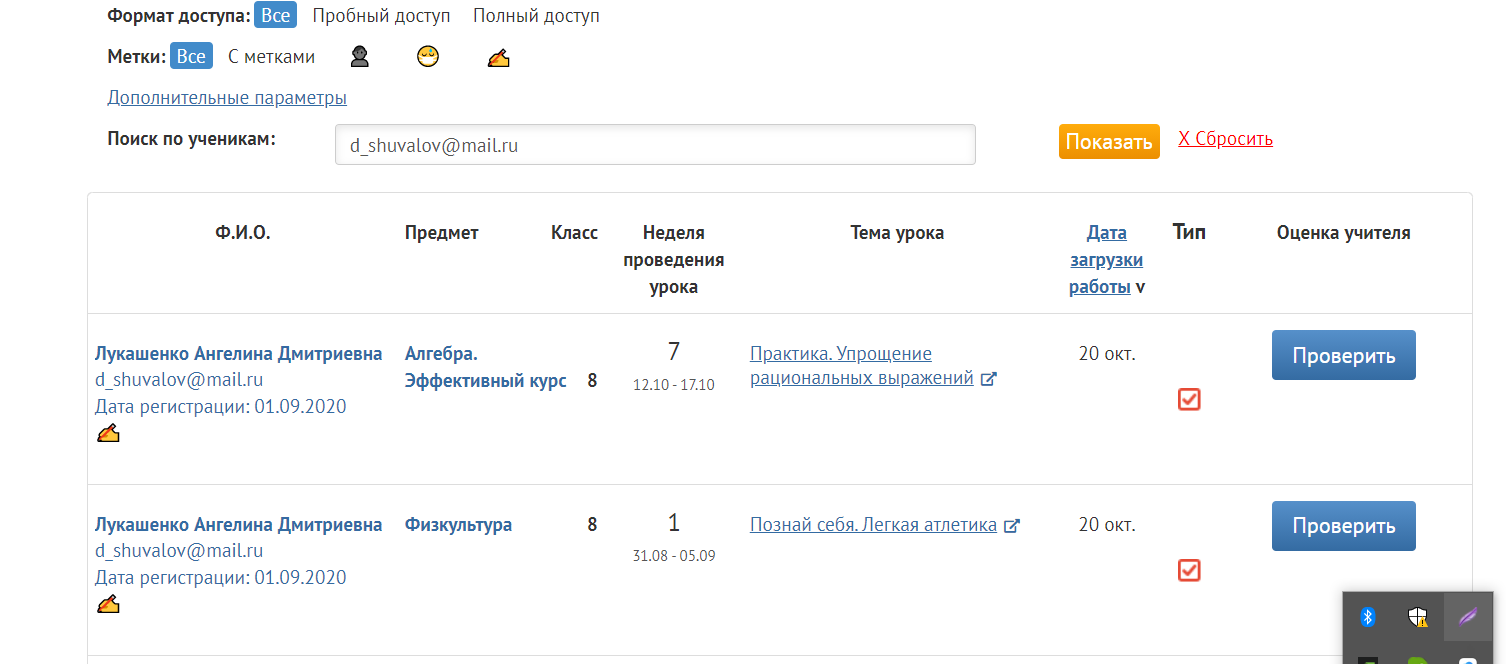 Формат доступа: Все Пробный доступ Полный доступ
Метки: Все С метками
Дополнительные параметры
Поиск по ученикам: d_shuvalov@mail.ru Показать X Сбросить
Ф.И.О. Предмет Класс Неделя Тема урока Дата Тип Оценка учителя
проведения загрузки
урока работы v
Лукашенко Ангелина Дмитриевна Алгебра. 7 Практика. Упрощение 20 окт. Проверить
d_shuvalov@mail.ru Эффективный курс 8 12.10 - 17.10 рациональных выражений
Дата регистрации: 01.09.2020
Лукашенко Ангелина Дмитриевна Физкультура 8 1 Познай себя. Легкая атлетика 20 окт. Проверить
d_shuvalov@mail.ru 31.08 - 05.09
Дата регистрации: 01.09.2020